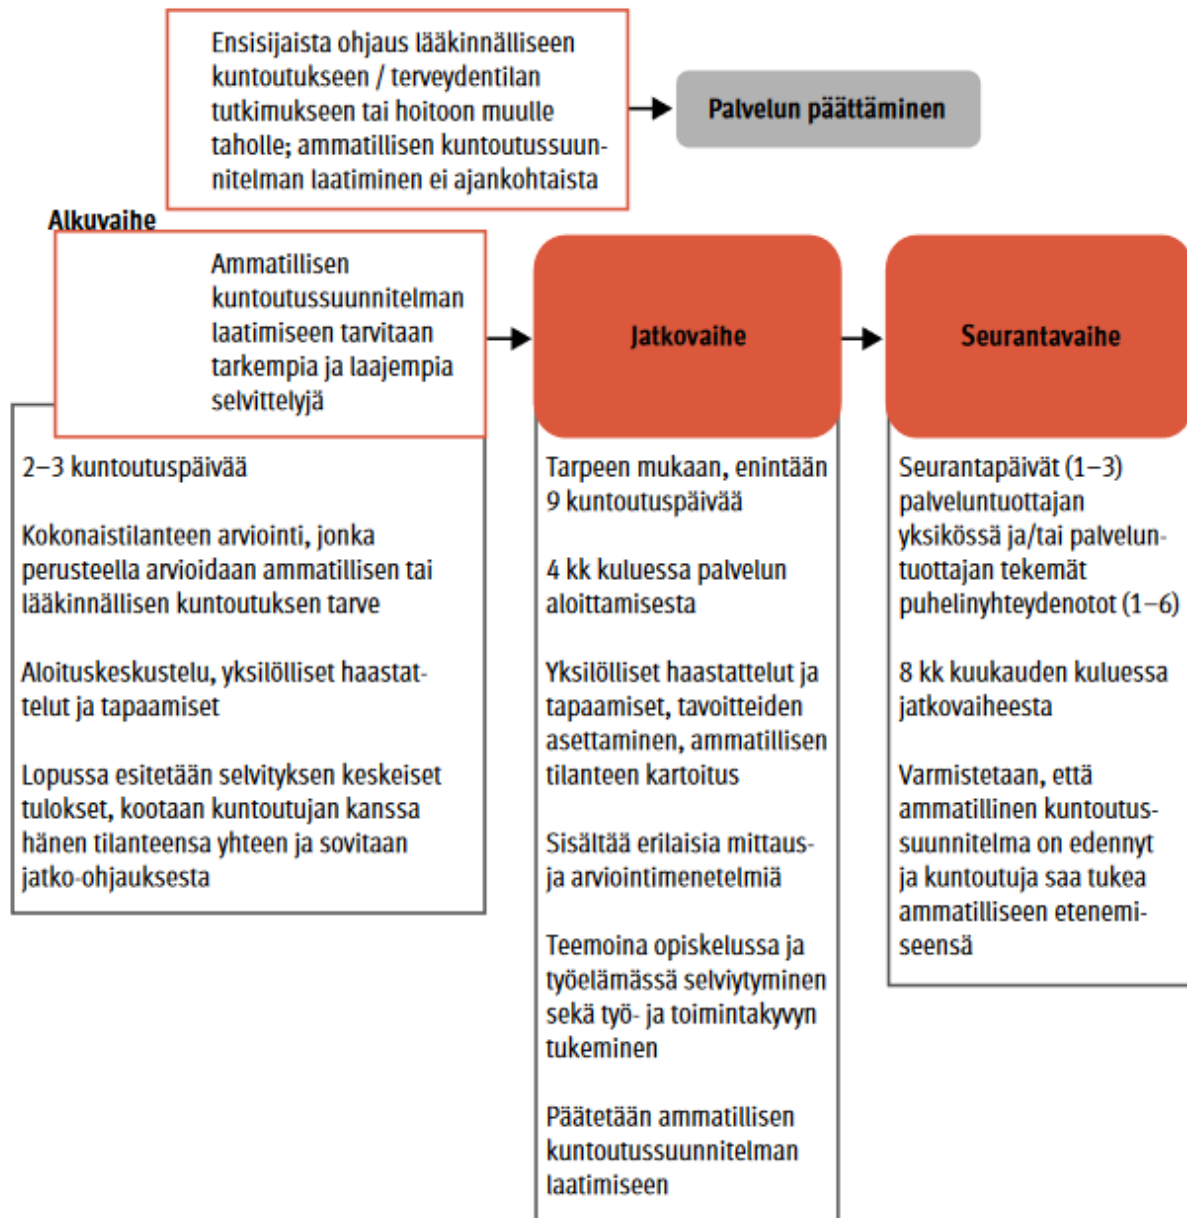 Ensisijaista ohjaus lääkinnälliseen
kuntoutukseen / terveydentilan
tutkimukseen tai hoitoon muulle
taholle; ammatillisen kuntoutussuun-
nitelman laatiminen ei ajankohtaista
Palvelun päättäminen
Alkuvaihe
Ammatillisen
kuntoutussuunnitelman
laatimiseen tarvitaan
tarkempia ja laajempia
selvittelyjä
2–3 kuntoutuspäivää
Kokonaistilanteen arviointi, jonka
perusteella arvioidaan ammatillisen tai
lääkinnällisen kuntoutuksen tarve
Aloituskeskustelu, yksilölliset haastat-
telut ja tapaamiset
Lopussa esitetään selvityksen keskeiset
tulokset, kootaan kuntoutujan kanssa
hänen tilanteensa yhteen ja sovitaan
jatko-ohjauksesta
Jatkovaihe
Tarpeen mukaan, enintään
9 kuntoutuspäivää
4 kk kuluessa palvelun
aloittamisesta
Yksilölliset haastattelut ja
tapaamiset, tavoitteiden
asettaminen, ammatillisen
tilanteen kartoitus
Sisältää erilaisia mittaus-
ja arviointimenetelmiä
Teemoina opiskelussa ja
työelämässä selviytyminen
sekä työ- ja toimintakyvyn
tukeminen
Päätetään ammatillisen
kuntoutussuunnitelman
laatimiseen
Seurantavaihe
Seurantapäivät (1–3)
palveluntuottajan
yksikössä ja/tai palvelun-
tuottajan tekemät
puhelinyhteydenotot (1–6)
8 kk kuukauden kuluessa
jatkovaiheesta
Varmistetaan, että
ammatillinen kuntoutus-
suunnitelma on edennyt
ja kuntoutuja saa tukea
ammatilliseen etenemi-
seensä